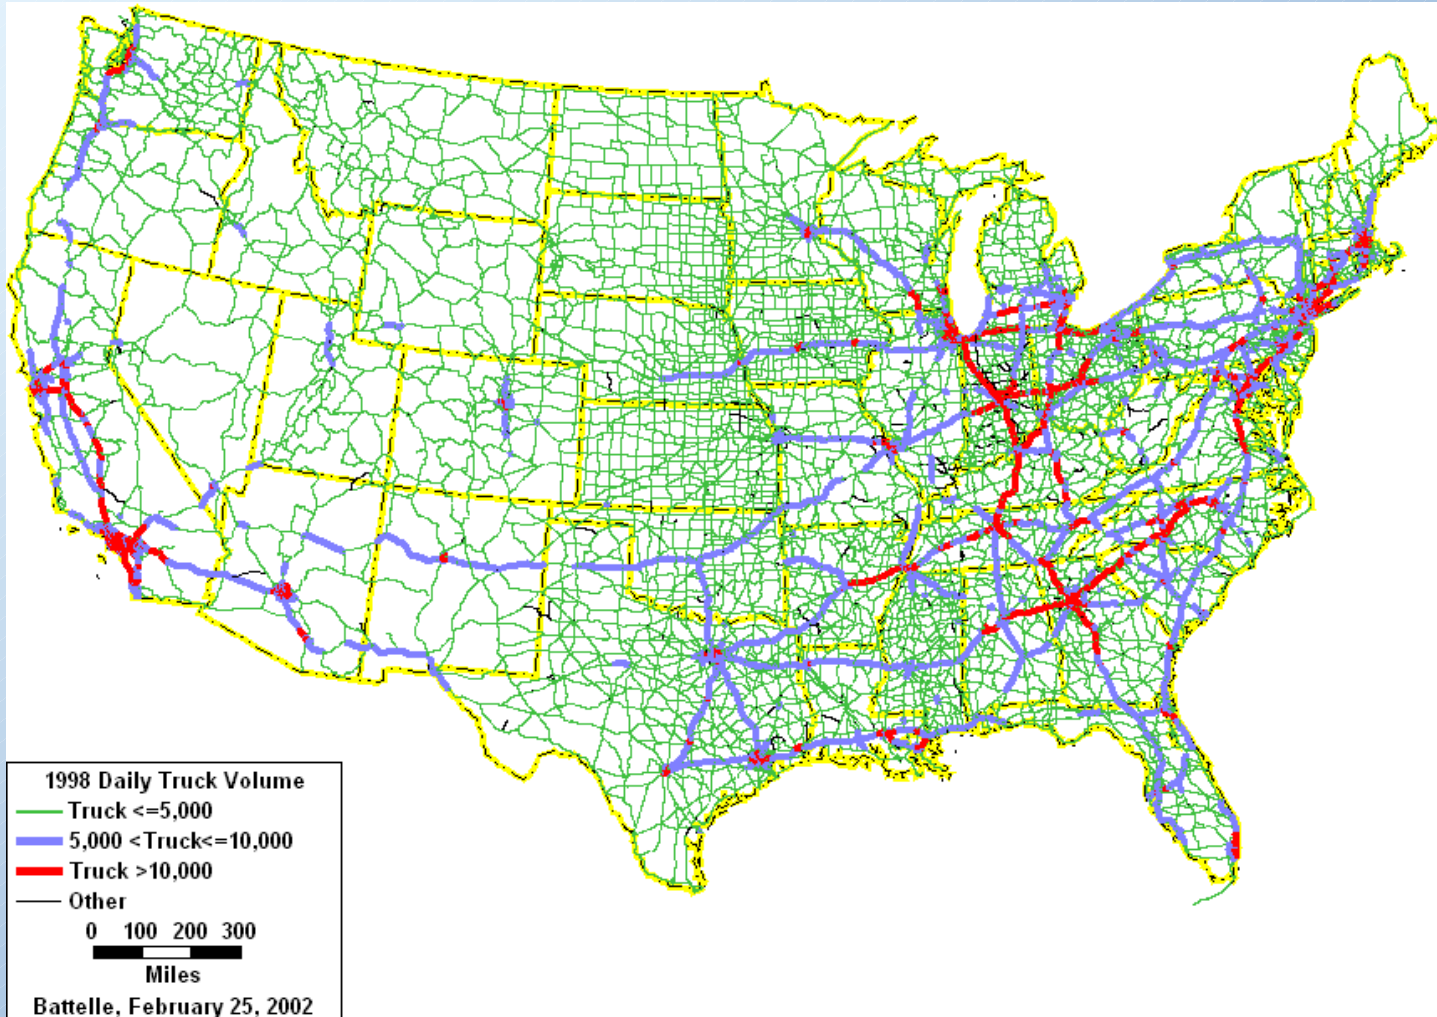 1998 Daily Truck Volume
Truck <=5,000
5,000 <Truck<=10,000
Truck >10,000
Other
0 100 200 300
Miles
Battelle, February 25, 2002